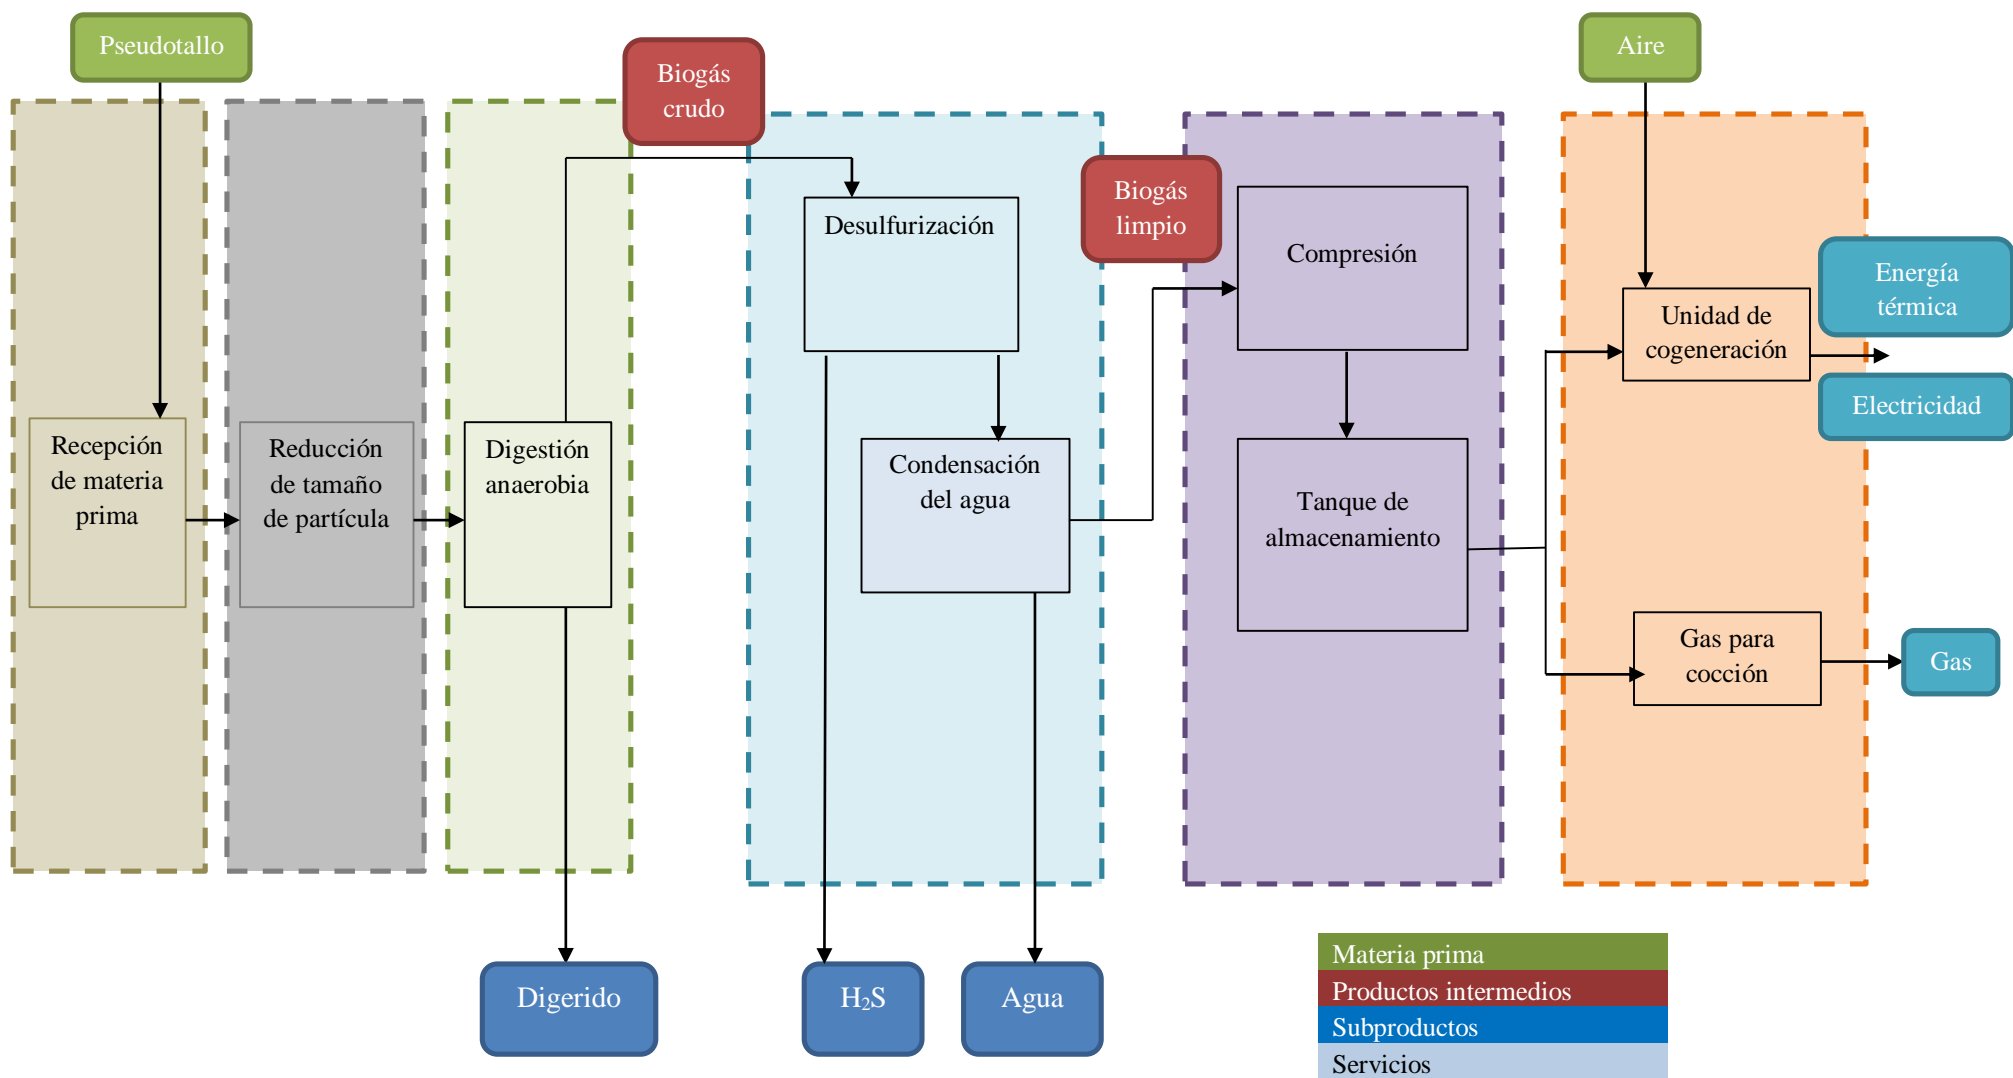 Pseudotallo
Biogás
crudo
Aire
Biogás
limpio
Desulfurización
Compresión
Energía
térmica
Unidad de
cogeneración
Electricidad
Recepción
de materia
prima
Reducción
de tamaño
de partícula
Digestión
anaerobia
Condensación
del agua
Tanque de
almacenamiento
Gas para
cocción
Gas
Digerido
H₂S
Agua
Materia prima
Productos intermedios
Subproductos
Servicios